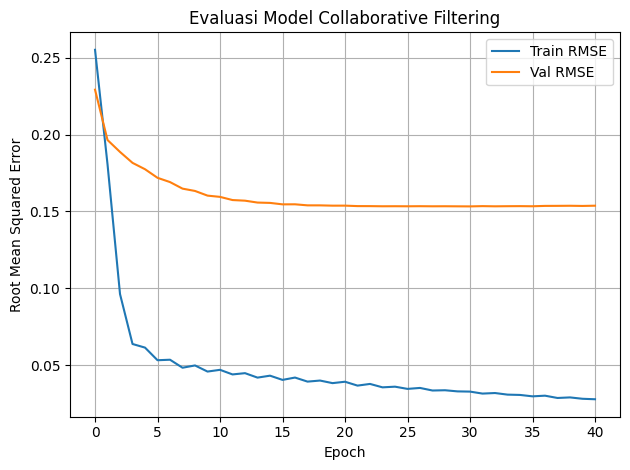 Evaluasi Model Collaborative Filtering
Train RMSE
Val RMSE
Root Mean Squared Error
0.25
0.20
0.15
0.10
0.05
0 5 10 15 20 25 30 35 40
Epoch